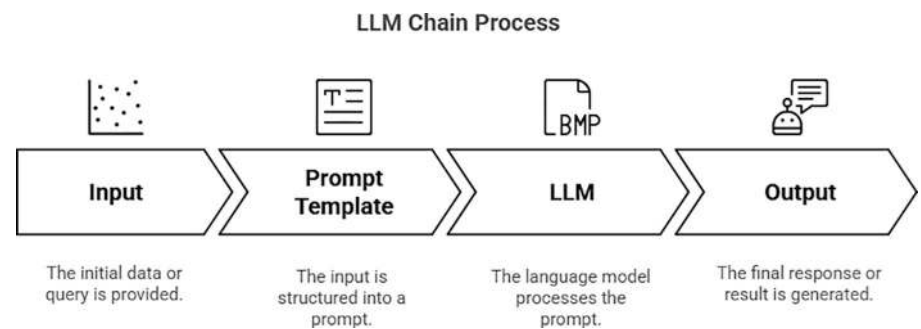 LLM Chain Process
T
BMP
Input
Prompt
Template
LLM
Output
The initial data or
query is provided.
The input is
structured into a
prompt.
The language model
processes the
prompt.
The final response or
result is generated.